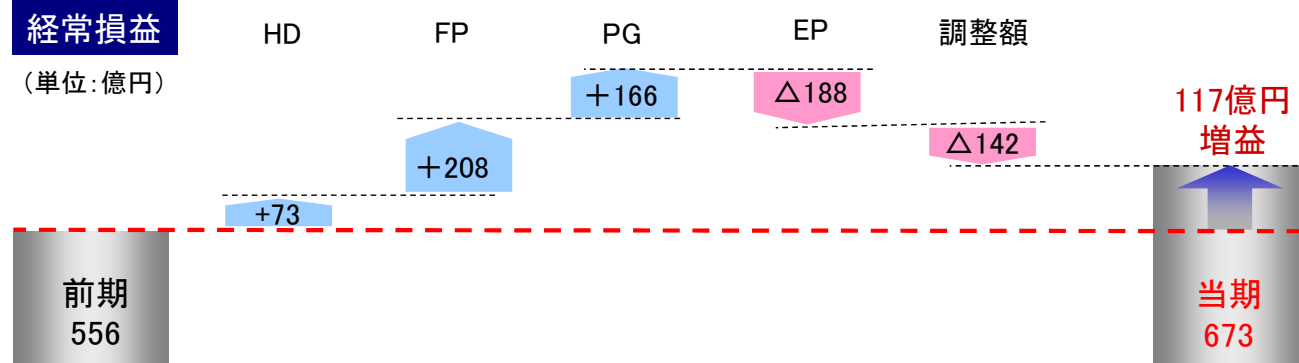 経常損益
(単位:億円)
HD
FP
PG
EP
調整額
+73
+208
+166
△188
△142
117億円
増益
前期
556
当期
673